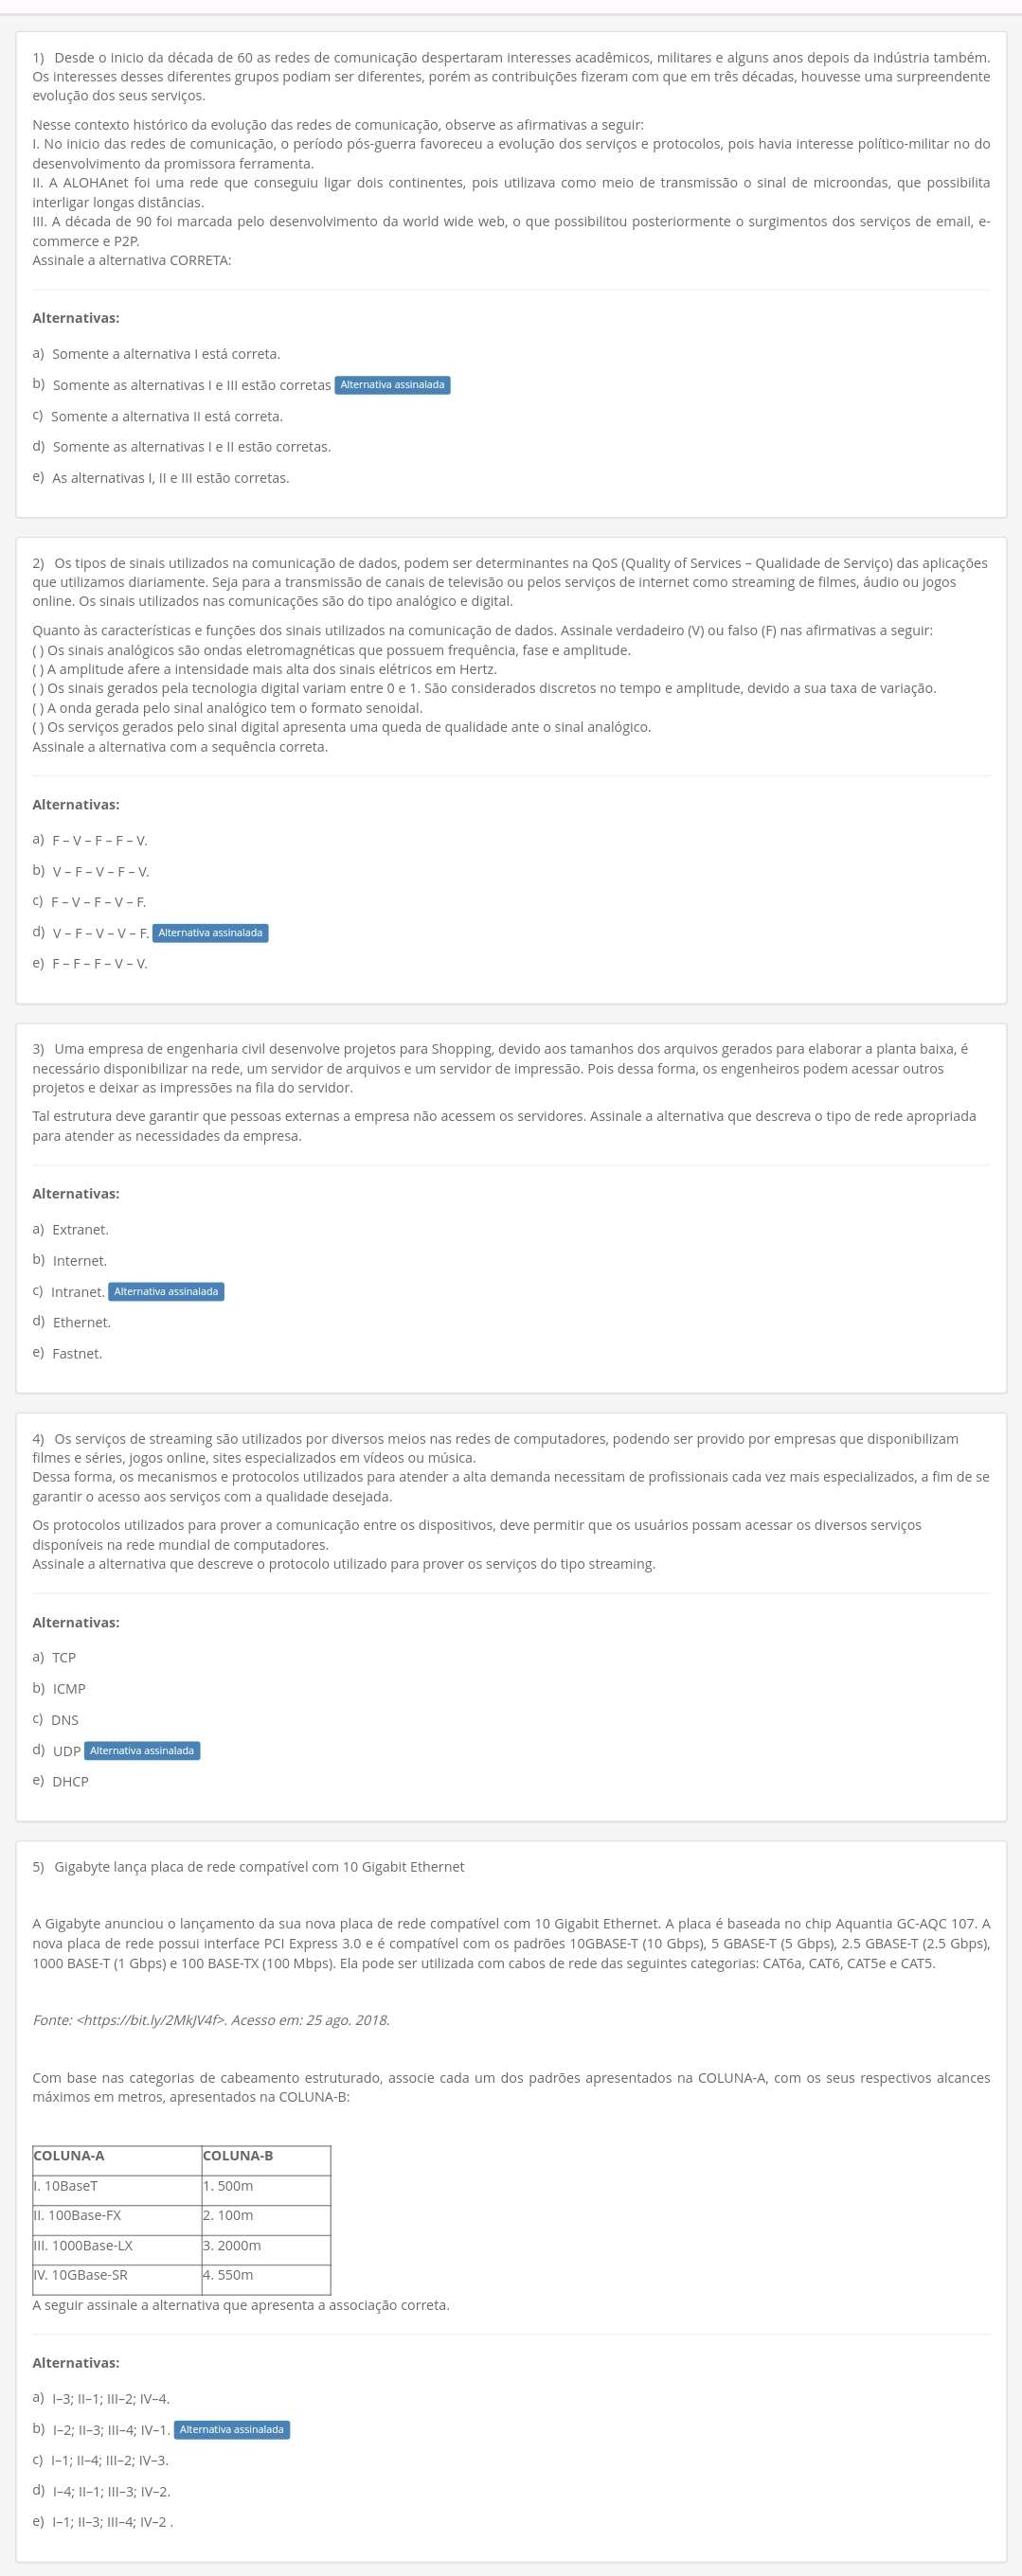 1) Desde o inicio da década de 60 as redes de comunicação despertaram interesses acadêmicos, militares e alguns anos depois da indústria também.
Os interesses desses diferentes grupos podiam ser diferentes, porém as contribuições fizeram com que em três décadas, houvesse uma surpreendente
evolução dos seus serviços.
Nesse contexto histórico da evolução das redes de comunicação, observe as afirmativas a seguir:
I. No inicio das redes de comunicação, o período pós-guerra favoreceu a evolução dos serviços e protocolos, pois havia interesse político-militar no do
desenvolvimento da promissora ferramenta.
II. A ALOHAnet foi uma rede que conseguiu ligar dois continentes, pois utilizava como meio de transmissão o sinal de microondas, que possibilita
interligar longas distâncias.
III. A década de 90 foi marcada pelo desenvolvimento da world wide web, o que possibilitou posteriormente o surgimentos dos serviços de email, e-
commerce e P2P.
Assinale a alternativa CORRETA:
Alternativas:
a) Somente a alternativa I está correta.
b) Somente as alternativas I e III estão corretas Alternativa assinalada
c) Somente a alternativa II está correta.
d) Somente as alternativas I e II estão corretas.
e) As alternativas I, II e III estão corretas.
2) Os tipos de sinais utilizados na comunicação de dados, podem ser determinantes na QoS (Quality of Services – Qualidade de Serviço) das aplicações
que utilizamos diariamente. Seja para a transmissão de canais de televisão ou pelos serviços de internet como streaming de filmes, áudio ou jogos
online. Os sinais utilizados nas comunicações são do tipo analógico e digital.
Quanto às características e funções dos sinais utilizados na comunicação de dados. Assinale verdadeiro (V) ou falso (F) nas afirmativas a seguir:
( ) Os sinais analógicos são ondas eletromagnéticas que possuem frequência, fase e amplitude.
( ) A amplitude afere a intensidade mais alta dos sinais elétricos em Hertz.
( ) Os sinais gerados pela tecnologia digital variam entre 0 e 1. São considerados discretos no tempo e amplitude, devido a sua taxa de variação.
( ) A onda gerada pelo sinal analógico tem o formato senoidal.
( ) Os serviços gerados pelo sinal digital apresenta uma queda de qualidade ante o sinal analógico.
Assinale a alternativa com a sequência correta.
Alternativas:
a) F – V – F – F – V.
b) V – F – V – F – V.
c) F – V – F – V – F.
d) V – F – V – V – F. Alternativa assinalada
e) F – F – F – V – V.
3) Uma empresa de engenharia civil desenvolve projetos para Shopping, devido aos tamanhos dos arquivos gerados para elaborar a planta baixa, é
necessário disponibilizar na rede, um servidor de arquivos e um servidor de impressão. Pois dessa forma, os engenheiros podem acessar outros
projetos e deixar as impressões na fila do servidor.
Tal estrutura deve garantir que pessoas externas a empresa não acessem os servidores. Assinale a alternativa que descreva o tipo de rede apropriada
para atender as necessidades da empresa.
Alternativas:
a) Extranet.
b) Internet.
c) Intranet. Alternativa assinalada
d) Ethernet.
e) Fastnet.
4) Os serviços de streaming são utilizados por diversos meios nas redes de computadores, podendo ser provido por empresas que disponibilizam
filmes e séries, jogos online, sites especializados em vídeos ou música.
Dessa forma, os mecanismos e protocolos utilizados para atender a alta demanda necessitam de profissionais cada vez mais especializados, a fim de se
garantir o acesso aos serviços com a qualidade desejada.
Os protocolos utilizados para prover a comunicação entre os dispositivos, deve permitir que os usuários possam acessar os diversos serviços
disponíveis na rede mundial de computadores.
Assinale a alternativa que descreve o protocolo utilizado para prover os serviços do tipo streaming.
Alternativas:
a) TCP
b) ICMP
c) DNS
d) UDP Alternativa assinalada
e) DHCP
5) Gigabyte lança placa de rede compatível com 10 Gigabit Ethernet
A Gigabyte anunciou o lançamento da sua nova placa de rede compatível com 10 Gigabit Ethernet. A placa é baseada no chip Aquantia GC-AQC 107. A
nova placa de rede possui interface PCI Express 3.0 e é compatível com os padrões 10GBASE-T (10 Gbps), 5 GBASE-T (5 Gbps), 2.5 GBASE-T (2.5 Gbps),
1000 BASE-T (1 Gbps) e 100 BASE-TX (100 Mbps). Ela pode ser utilizada com cabos de rede das seguintes categorias: CAT6a, CAT6, CAT5e e CAT5.
Fonte: <https://bit.ly/2MkJV4f>. Acesso em: 25 ago. 2018.
Com base nas categorias de cabeamento estruturado, associe cada um dos padrões apresentados na COLUNA-A, com os seus respectivos alcances
máximos em metros, apresentados na COLUNA-B:
COLUNA-A COLUNA-B
I. 10BaseT 1. 500m
II. 100Base-FX 2. 100m
III. 1000Base-LX 3. 2000m
IV. 10GBase-SR 4. 550m
A seguir assinale a alternativa que apresenta a associação correta.
Alternativas:
a) I–3; II–1; III–2; IV–4.
b) I–2; II–3; III–4; IV–1. Alternativa assinalada
c) I–1; II–4; III–2; IV–3.
d) I–4; II–1; III–3; IV–2.
e) I–1; II–3; III–4; IV–2 .